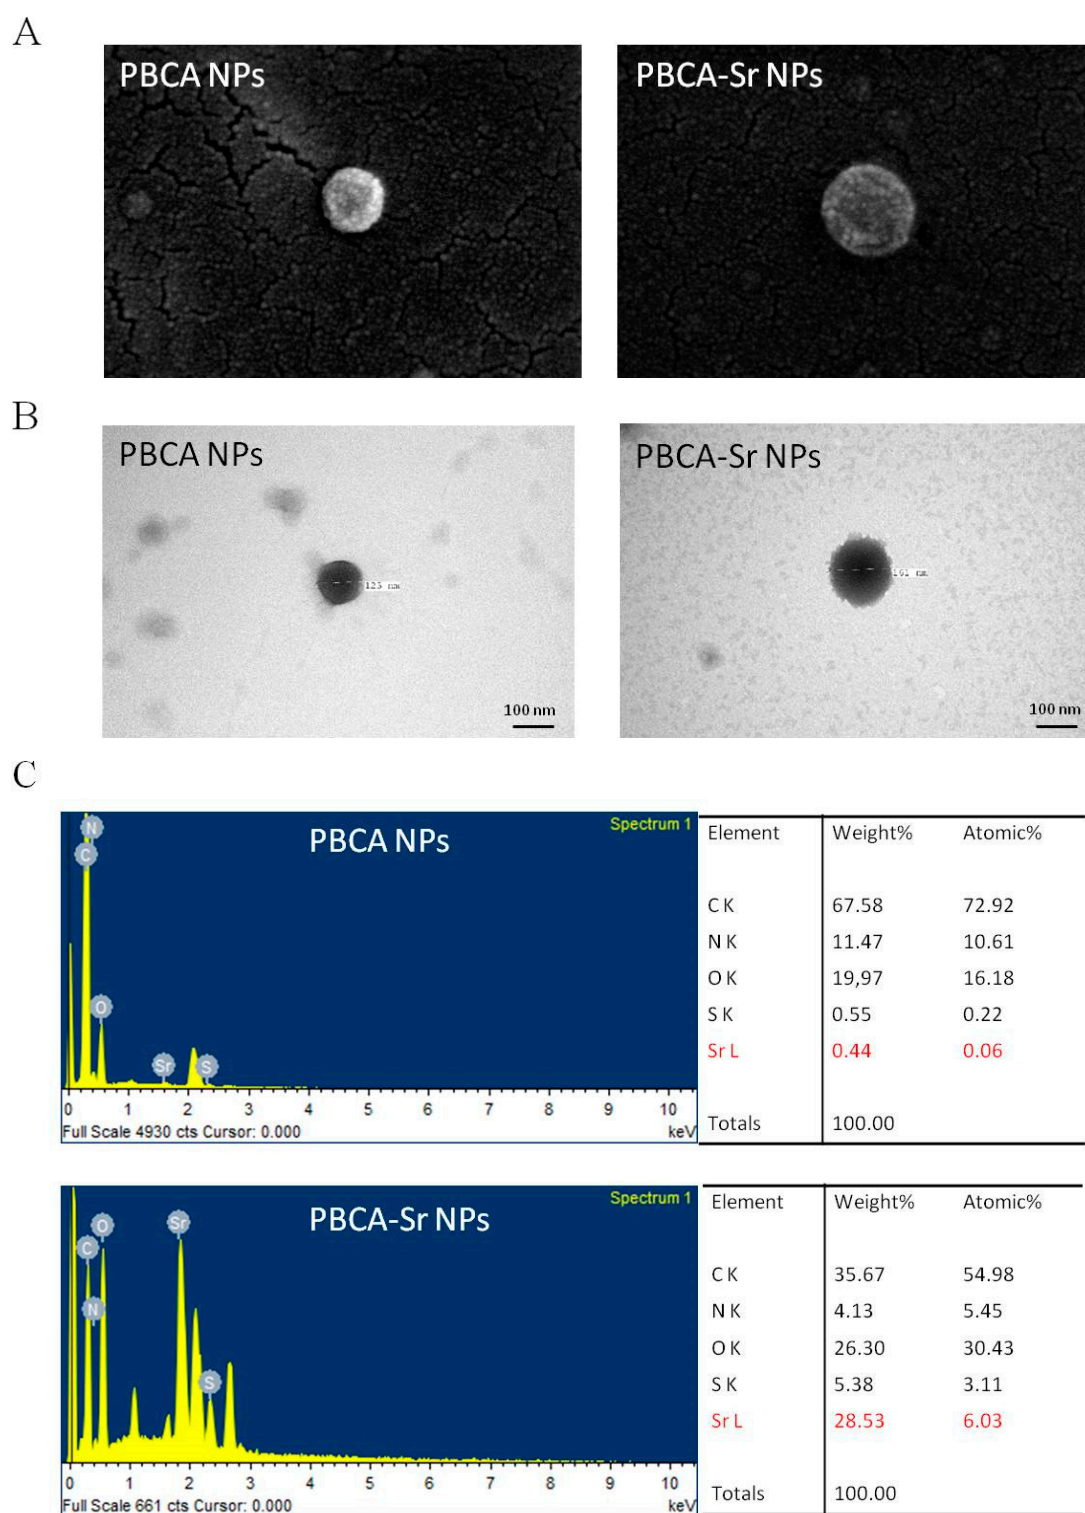 A
PBCA NPs
PBCA-Sr NPs
B
PBCA NPs
PBCA-Sr NPs
125 nm
161 nm
100 nm
100 nm
C
PBCA NPs
Spectrum 1
N
C
O
Sr
S
0 1 2 3 4 5 6 7 8 9 10
Full Scale 4930 cts Cursor: 0.000
keV
Element Weight% Atomic%
C K 67.58 72.92
N K 11.47 10.61
O K 19,97 16.18
S K 0.55 0.22
Sr L 0.44 0.06
Totals 100.00
PBCA-Sr NPs
Spectrum 1
O
Sr
C
N
S
0 1 2 3 4 5 6 7 8 9 10
Full Scale 661 cts Cursor: 0.000
keV
Element Weight% Atomic%
C K 35.67 54.98
N K 4.13 5.45
O K 26.30 30.43
S K 5.38 3.11
Sr L 28.53 6.03
Totals 100.00